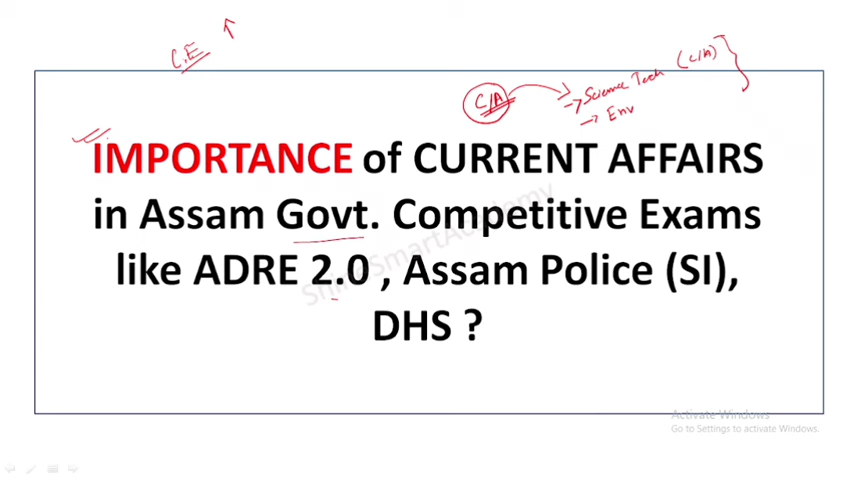 C.E ↑
C/A → Science Tech (C/A)
→ Env
IMPORTANCE of CURRENT AFFAIRS
in Assam Govt. Competitive Exams
like ADRE 2.0 , Assam Police (SI),
DHS ?
Activate Windows
Go to Settings to activate Windows.